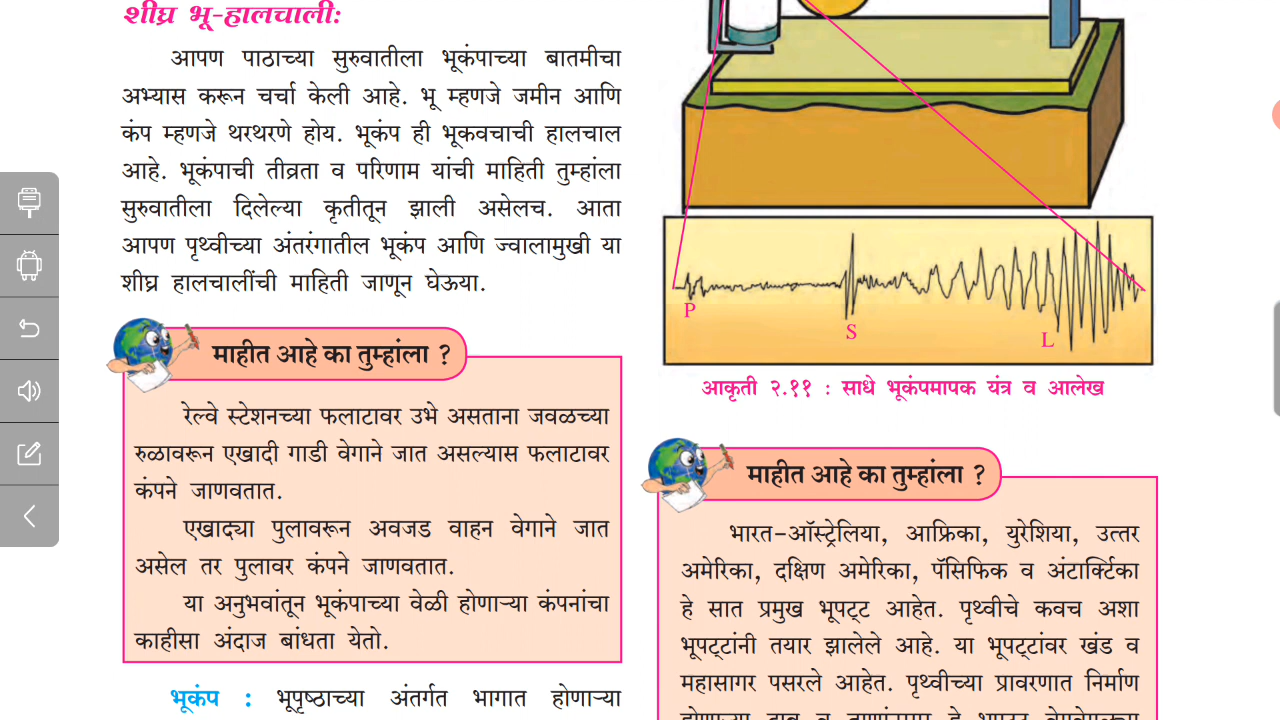 शीघ्र भू-हालचाली:
आपण पाठाच्या सुरुवातीला भूकंपाच्या बातमीचा
अभ्यास करून चर्चा केली आहे. भू म्हणजे जमीन आणि
कंप म्हणजे थरथरणे होय. भूकंप ही भूकवचाची हालचाल
आहे. भूकंपाची तीव्रता व परिणाम यांची माहिती तुम्हांला
सुरुवातीला दिलेल्या कृतीतून झाली असेलच. आता
आपण पृथ्वीच्या अंतरंगातील भूकंप आणि ज्वालामुखी या
शीघ्र हालचालींची माहिती जाणून घेऊया.
माहीत आहे का तुम्हांला ?
रेल्वे स्टेशनच्या फलाटावर उभे असताना जवळच्या
रुळावरून एखादी गाडी वेगाने जात असल्यास फलाटावर
कंपने जाणवतात.
एखाद्या पुलावरून अवजड वाहन वेगाने जात
असेल तर पुलावर कंपने जाणवतात.
या अनुभवांतून भूकंपाच्या वेळी होणाऱ्या कंपनांचा
काहीसा अंदाज बांधता येतो.
भूकंप : भूपृष्ठाच्या अंतर्गत भागात होणाऱ्या
P
S
L
आकृती २.११ : साधे भूकंपमापक यंत्र व आलेख
माहीत आहे का तुम्हांला ?
भारत-ऑस्ट्रेलिया, आफ्रिका, युरेशिया, उत्तर
अमेरिका, दक्षिण अमेरिका, पॅसिफिक व अंटार्क्टिका
हे सात प्रमुख भूपट्ट आहेत. पृथ्वीचे कवच अशा
भूपट्टांनी तयार झालेले आहे. या भूपट्टांवर खंड व
महासागर पसरले आहेत. पृथ्वीच्या प्रावरणात निर्माण